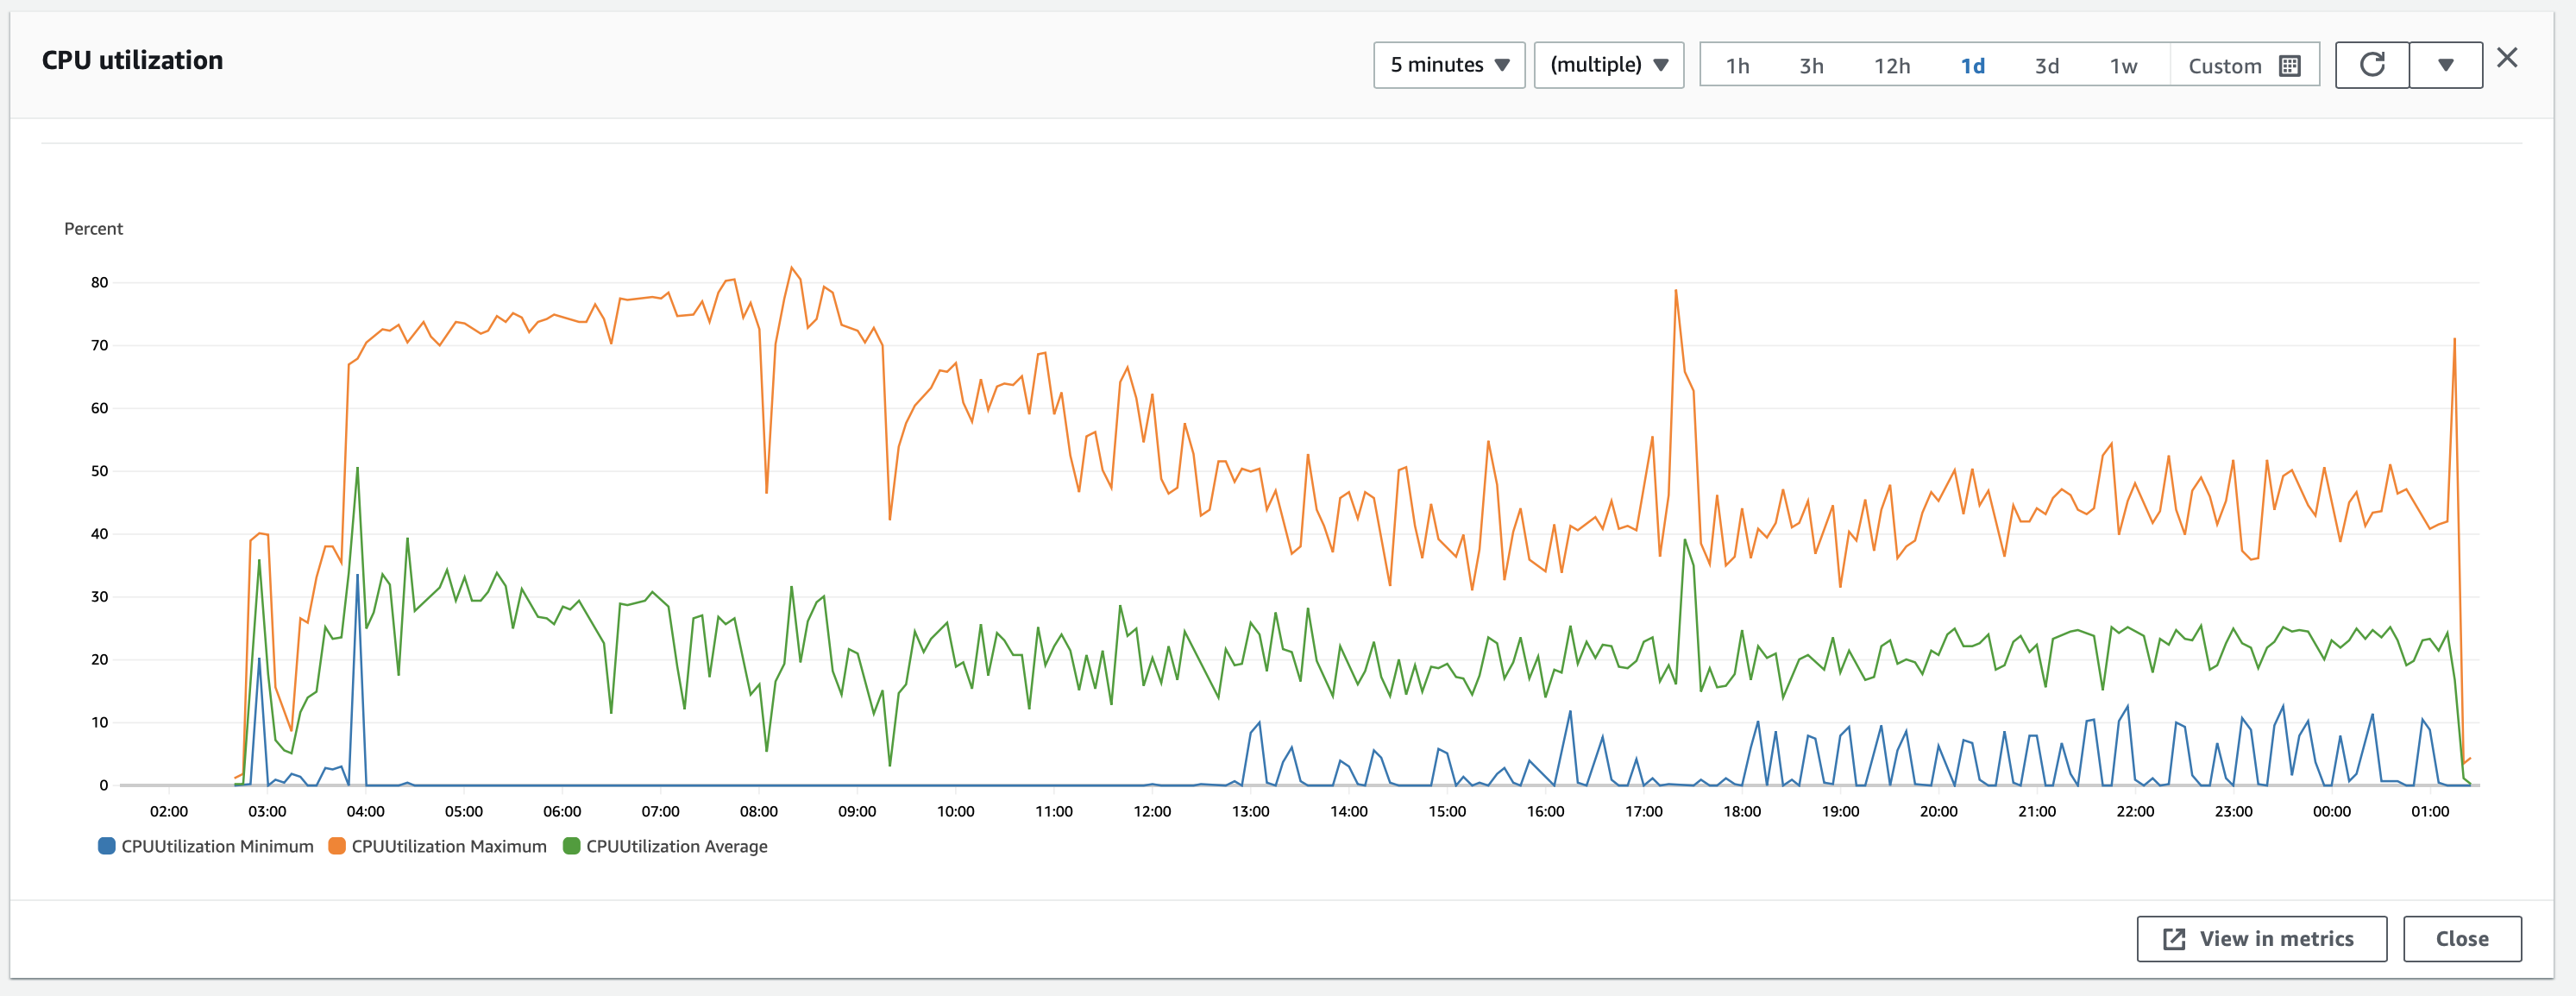 CPU utilization
5 minutes
(multiple)
1h 3h 12h 1d 3d 1w Custom
Percent
80
70
60
50
40
30
20
10
0
02:00 03:00 04:00 05:00 06:00 07:00 08:00 09:00 10:00 11:00 12:00 13:00 14:00 15:00 16:00 17:00 18:00 19:00 20:00 21:00 22:00 23:00 00:00 01:00
CPUUtilization Minimum CPUUtilization Maximum CPUUtilization Average
View in metrics
Close